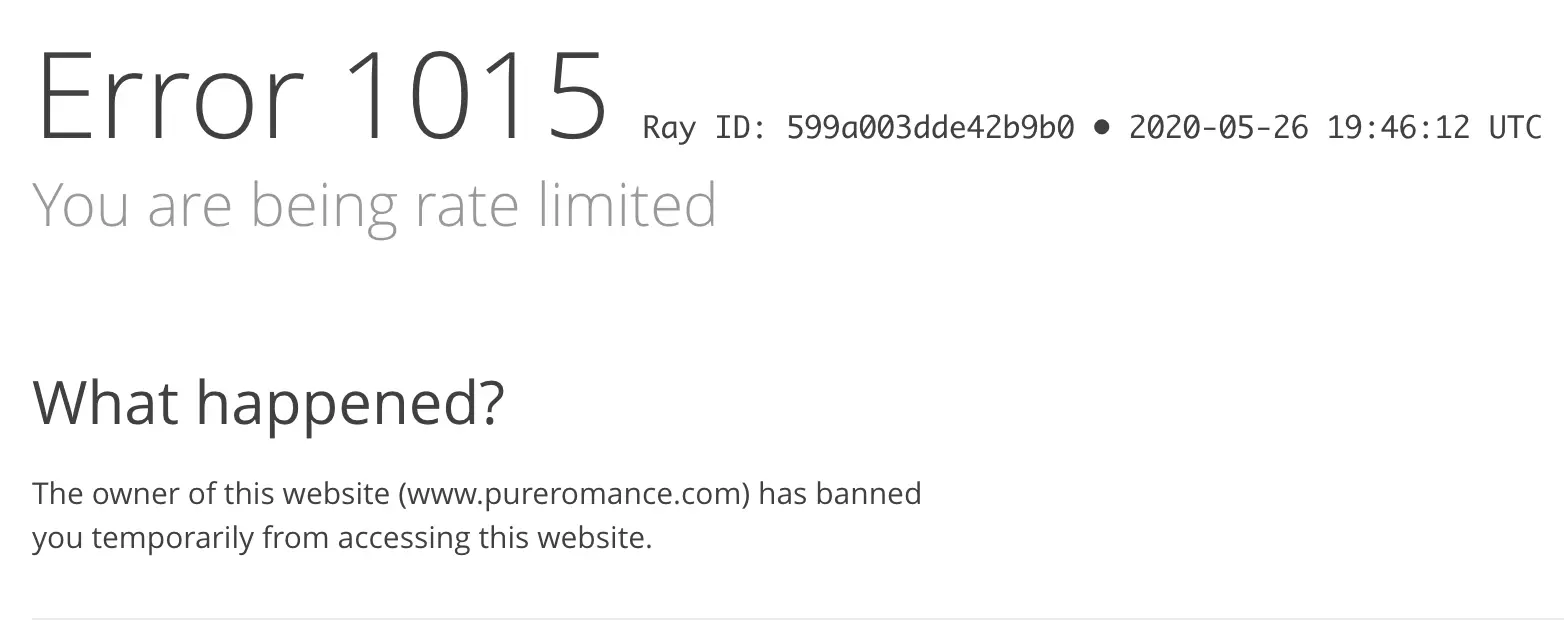 Error 1015 Ray ID: 599a003dde42b9b0 • 2020-05-26 19:46:12 UTC
You are being rate limited
What happened?
The owner of this website (www.pureromance.com) has banned
you temporarily from accessing this website.